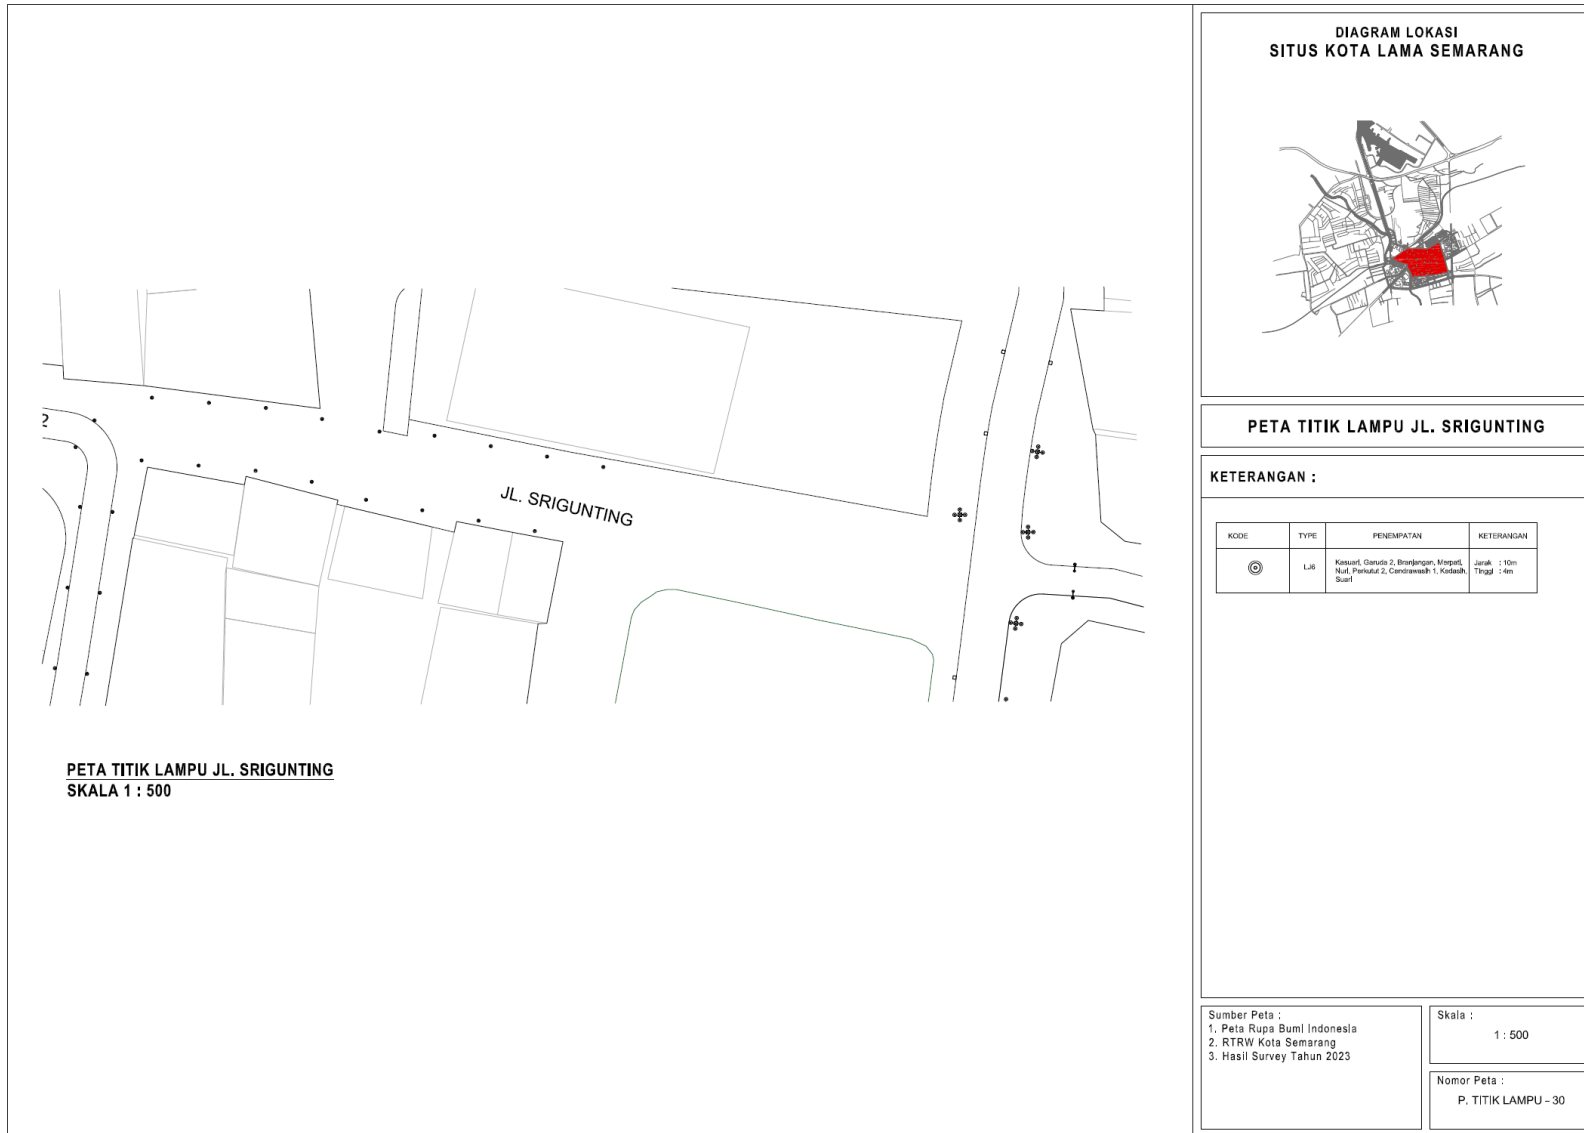 DIAGRAM LOKASI
SITUS KOTA LAMA SEMARANG
PETA TITIK LAMPU JL. SRIGUNTING
KETERANGAN :
KODE TYPE PENEMPATAN KETERANGAN
LJ6
Kasuari, Garuda 2, Branjangan, Merpati,
Nuri, Perkutut 2, Cendrawasih 1, Kedasih,
Suari
Jarak : 10m
Tinggi : 4m
2
JL. SRIGUNTING
PETA TITIK LAMPU JL. SRIGUNTING
SKALA 1 : 500
Sumber Peta :
1. Peta Rupa Bumi Indonesia
2. RTRW Kota Semarang
3. Hasil Survey Tahun 2023
Skala :
1 : 500
Nomor Peta :
P. TITIK LAMPU - 30